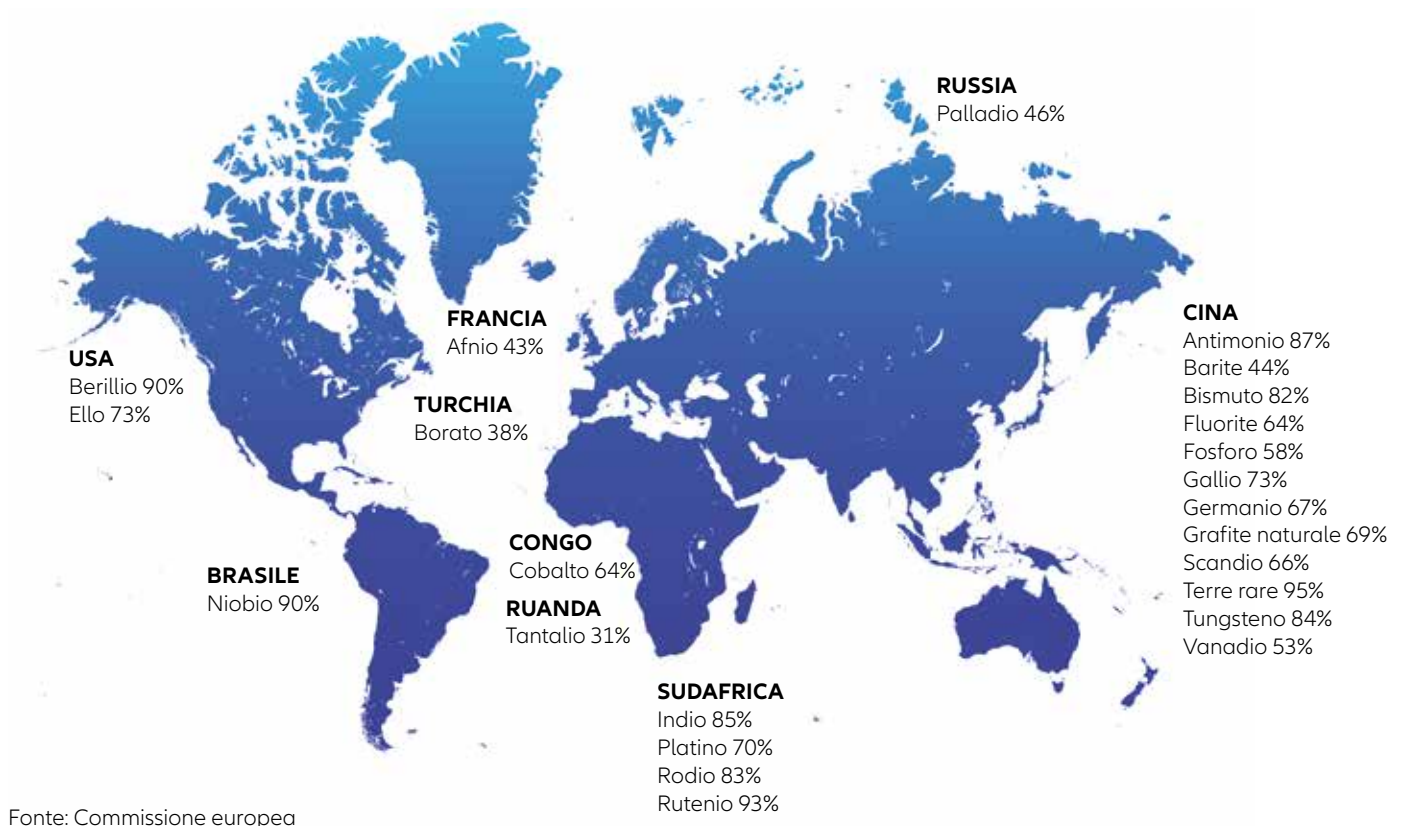 RUSSIA
Palladio 46%
FRANCIA
Afnio 43%
USA
Berillio 90%
Ello 73%
TURCHIA
Borato 38%
CINA
Antimonio 87%
Barite 44%
Bismuto 82%
Fluorite 64%
Fosforo 58%
Gallio 73%
Germanio 67%
Grafite naturale 69%
Scandio 66%
Terre rare 95%
Tungsteno 84%
Vanadio 53%
CONGO
Cobalto 64%
BRASILE
Niobio 90%
RUANDA
Tantalio 31%
SUDAFRICA
Indio 85%
Platino 70%
Rodio 83%
Rutenio 93%
Fonte: Commissione europea